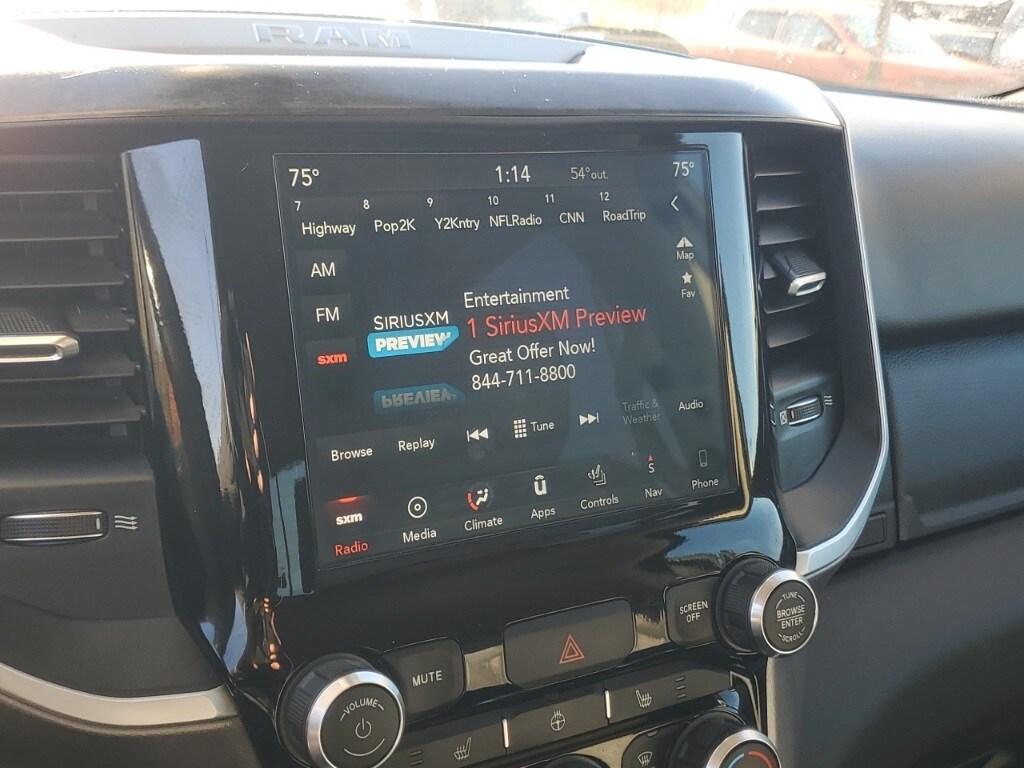 RAM
75°
1:14
54°out.
75°
7 Highway
8 Pop2K
9 Y2Kntry
10 NFLRadio
11 CNN
12 RoadTrip
AM
FM
sxm
SIRIUSXM
PREVIEW
Entertainment
1 SiriusXM Preview
Great Offer Now!
844-711-8800
Map
Fav
Browse
Replay
Tune
Traffic &
Weather
Audio
sxm
Radio
Media
Climate
Apps
Controls
S
Nav
Phone
VOLUME
MUTE
SCREEN
OFF
TUNE
BROWSE
ENTER
SCROLL